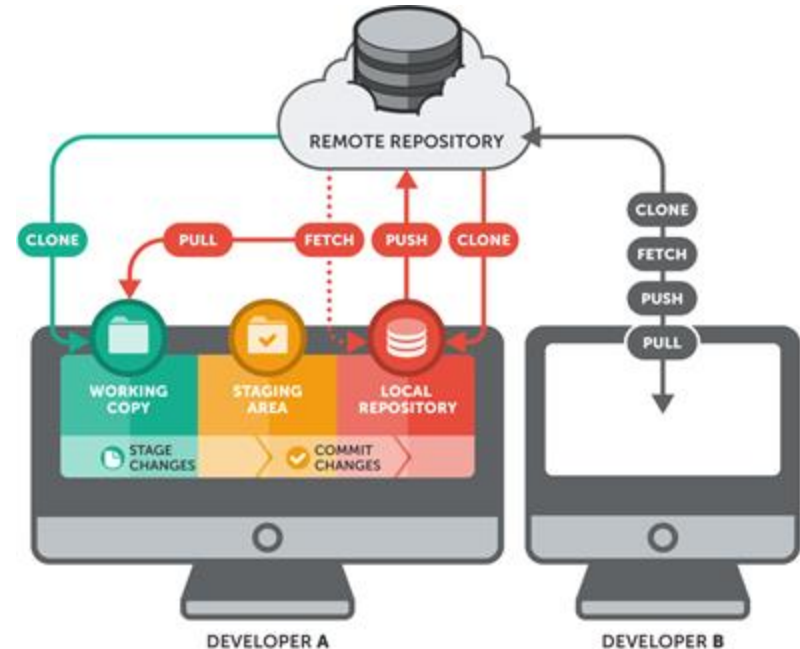 REMOTE REPOSITORY
CLONE
PULL
FETCH
PUSH
CLONE
CLONE
FETCH
PUSH
PULL
WORKING
COPY
STAGING
AREA
LOCAL
REPOSITORY
STAGE
CHANGES
COMMIT
CHANGES
DEVELOPER A
DEVELOPER B